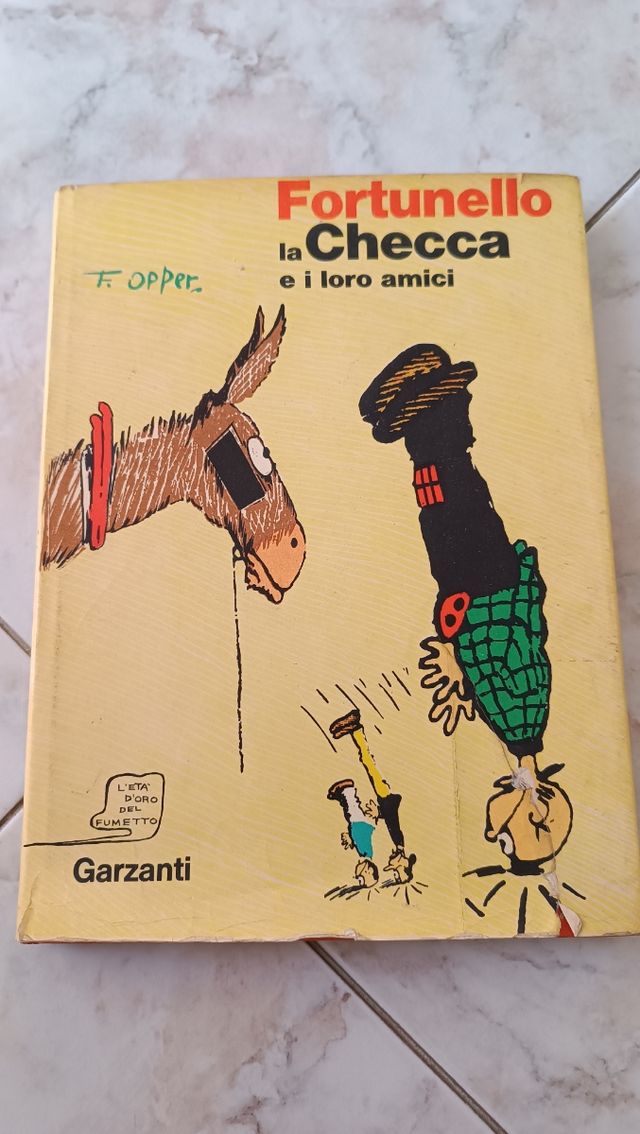 Fortunello
la Checca
e i loro amici
F. OPPER.
L'ETA'
D'ORO
DEL
FUMETTO
Garzanti